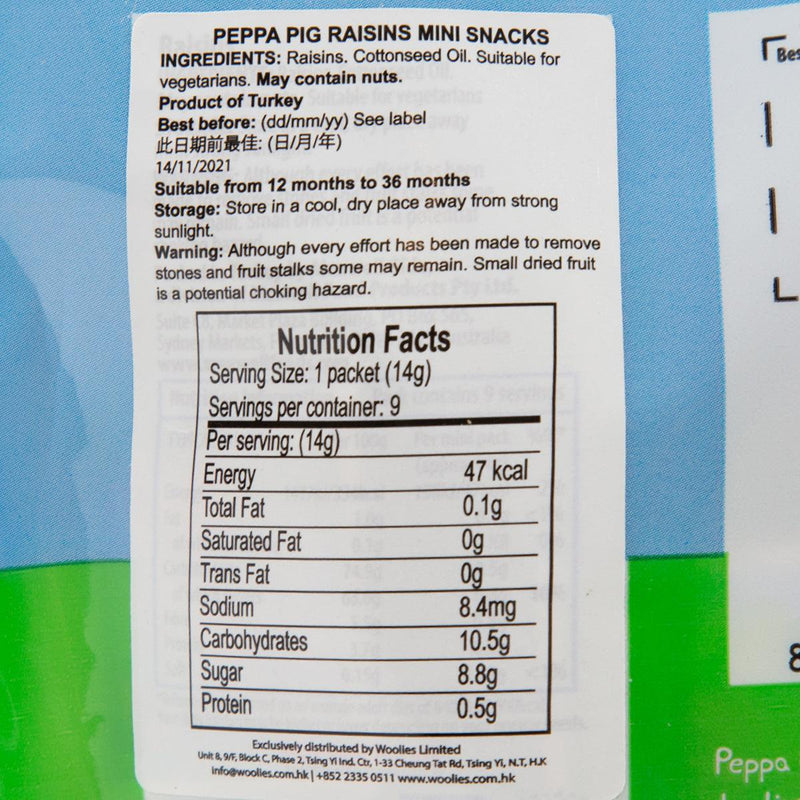 PEPPA PIG RAISINS MINI SNACKS
INGREDIENTS: Raisins. Cottonseed Oil. Suitable for
vegetarians. May contain nuts.
Product of Turkey
Best before: (dd/mm/yy) See label
此日期前最佳: (日/月/年)
14/11/2021
Suitable from 12 months to 36 months
Storage: Store in a cool, dry place away from strong
sunlight.
Warning: Although every effort has been made to remove
stones and fruit stalks some may remain. Small dried fruit
is a potential choking hazard.
Nutrition Facts
Serving Size: 1 packet (14g)
Servings per container: 9
Per serving: (14g)
Energy 47 kcal
Total Fat 0.1g
Saturated Fat 0g
Trans Fat 0g
Sodium 8.4mg
Carbohydrates 10.5g
Sugar 8.8g
Protein 0.5g
Exclusively distributed by Woolies Limited
Unit 8, 9/F, Block C, Phase 2, Tsing Yi Ind. Ctr, 1-33 Cheung Tat Rd, Tsing Yi, N.T, H.K
info@woolies.com.hk | +852 2335 0511 www.woolies.com.hk
Bes
8
Peppa